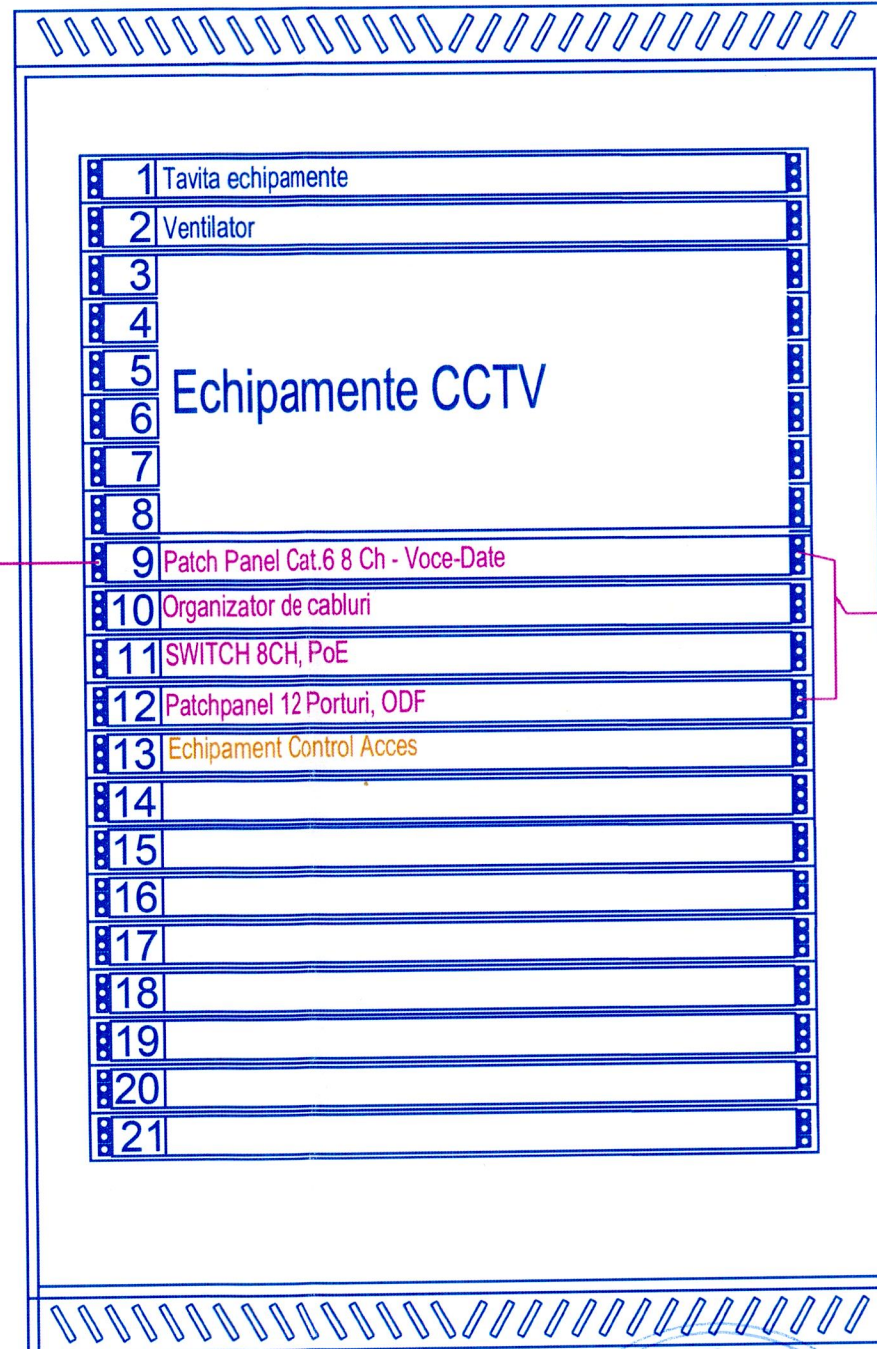 1 Tavita echipamente
2 Ventilator
3
4
5
6
7
8
Echipamente CCTV
9 Patch Panel Cat.6 8 Ch - Voce-Date
10 Organizator de cabluri
11 SWITCH 8CH, PoE
12 Patchpanel 12 Porturi, ODF
13 Echipament Control Acces
14
15
16
17
18
19
20
21